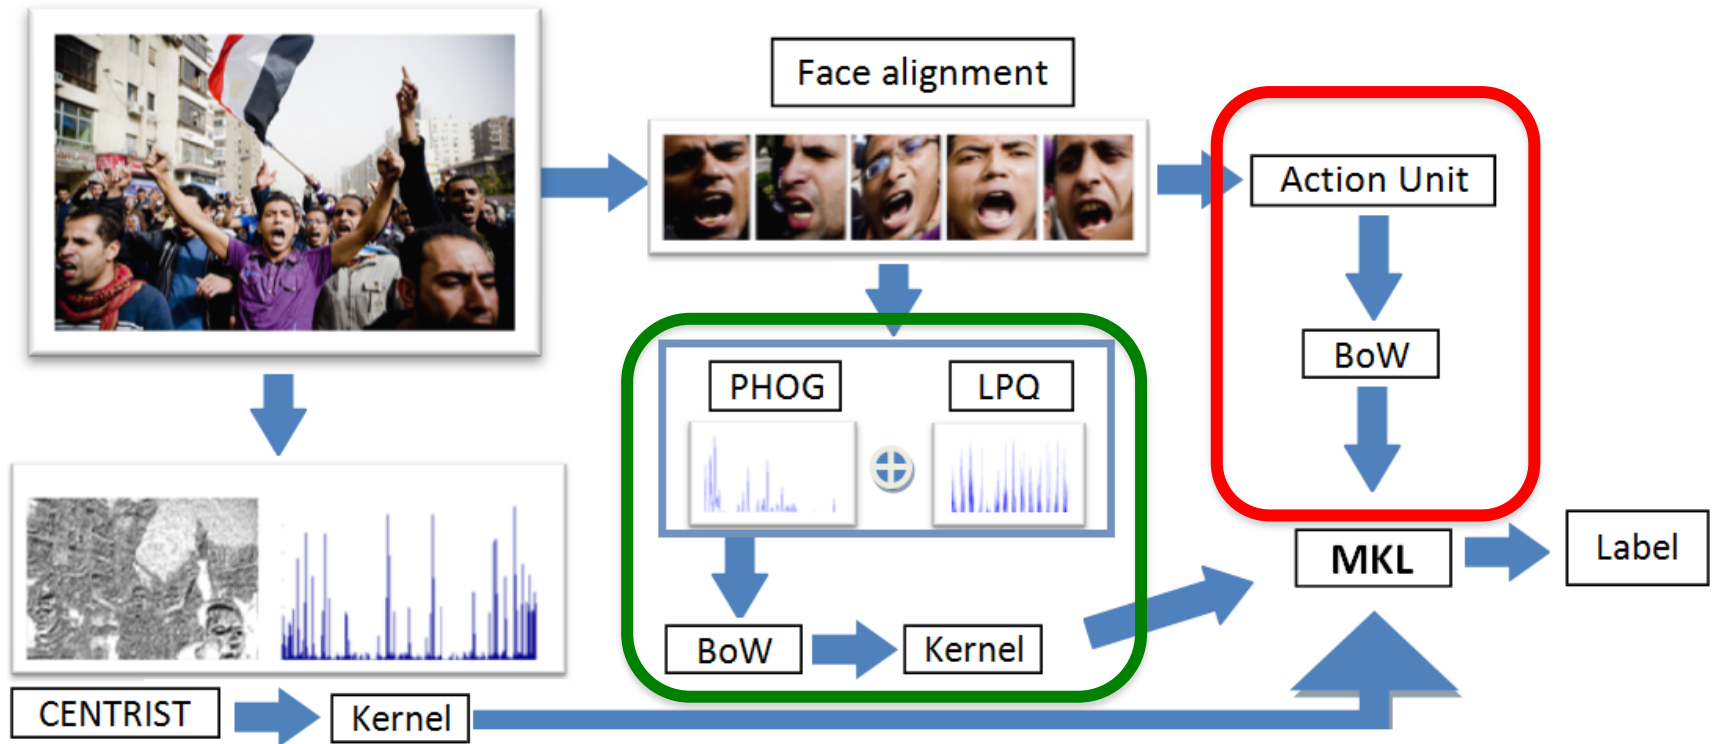 Face alignment
Action Unit
BoW
PHOG
LPQ
BoW
Kernel
MKL
Label
CENTRIST
Kernel